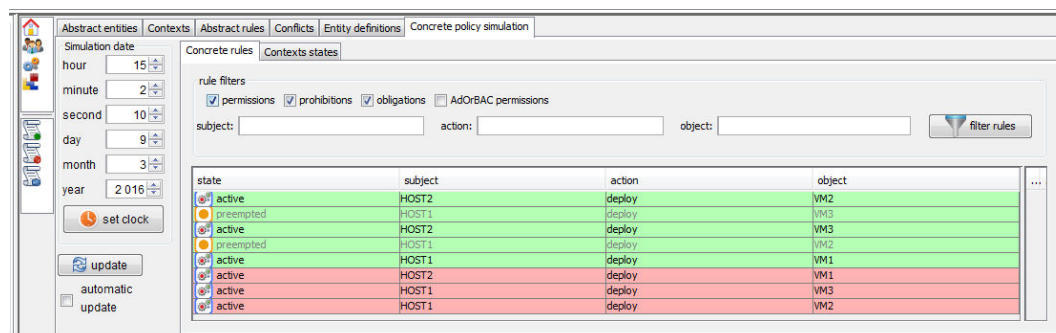 Abstract entities Contexts Abstract rules Conflicts Entity definitions Concrete policy simulation
Simulation date
hour 15
minute 2
second 10
day 9
month 3
year 2 016
set clock
update
automatic
update
Concrete rules Contexts states
rule filters
permissions prohibitions obligations AdOrBAC permissions
subject: action: object: filter rules
state subject action object ...
active HOST2 deploy VM2
preempted HOST1 deploy VM3
active HOST2 deploy VM3
preempted HOST1 deploy VM2
active HOST1 deploy VM1
active HOST2 deploy VM1
active HOST1 deploy VM3
active HOST1 deploy VM2